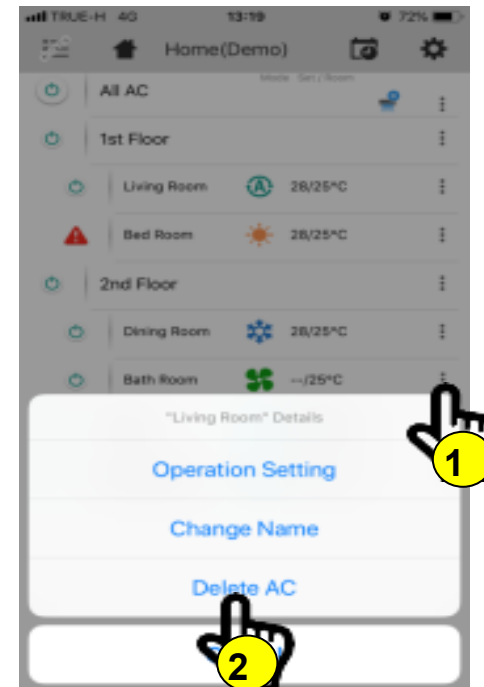 TRUE-H 4G 13:19 72%
Home(Demo)
Mode Set / Room
All AC
1st Floor
Living Room 28/25°C
Bed Room 28/25°C
2nd Floor
Dining Room 28/25°C
Bath Room --/25°C
"Living Room" Details
1
Operation Setting
Change Name
Delete AC
2